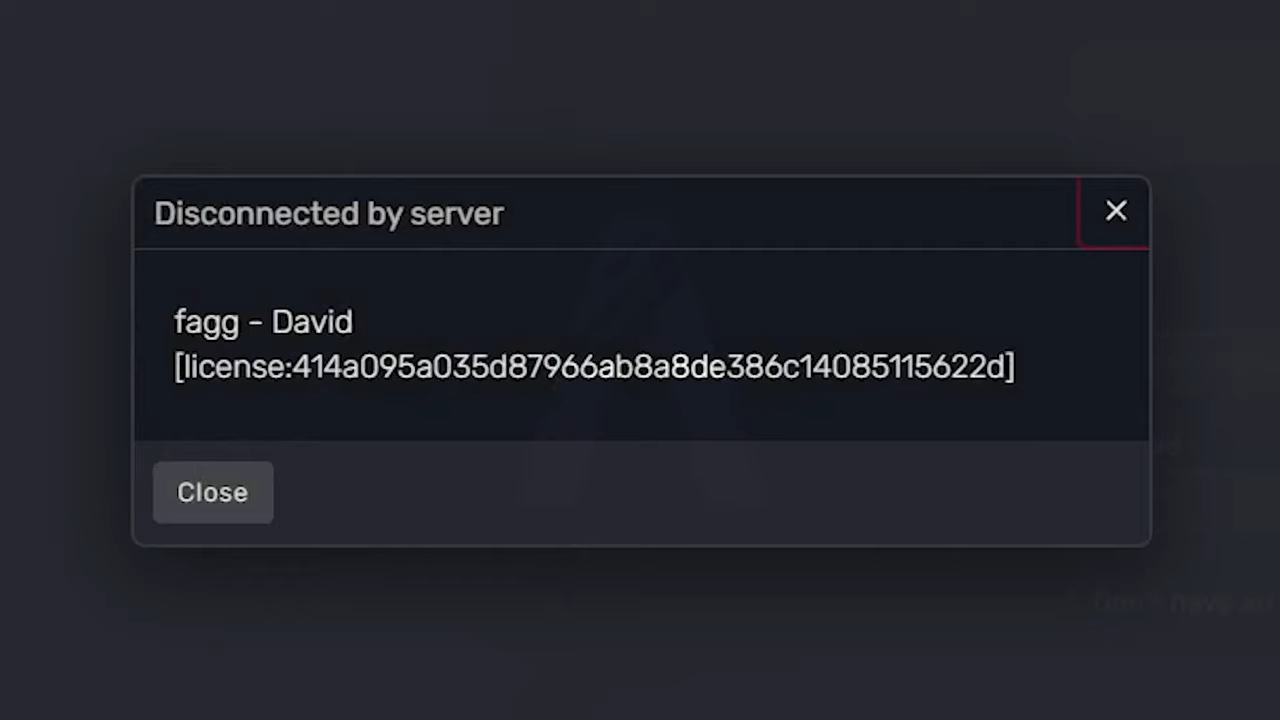 Disconnected by server
fagg - David
[license:414a095a035d87966ab8a8de386c14085115622d]
Close